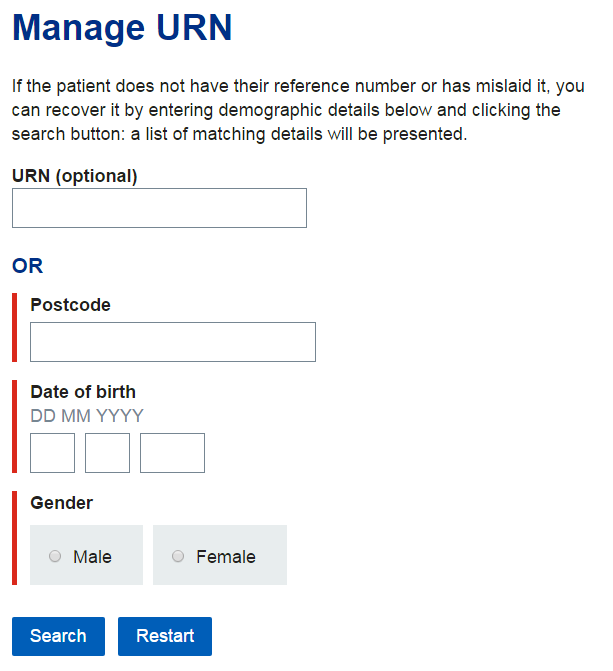 Manage URN
If the patient does not have their reference number or has mislaid it, you
can recover it by entering demographic details below and clicking the
search button: a list of matching details will be presented.
URN (optional)
OR
Postcode
Date of birth
DD MM YYYY
Gender
Male Female
Search Restart